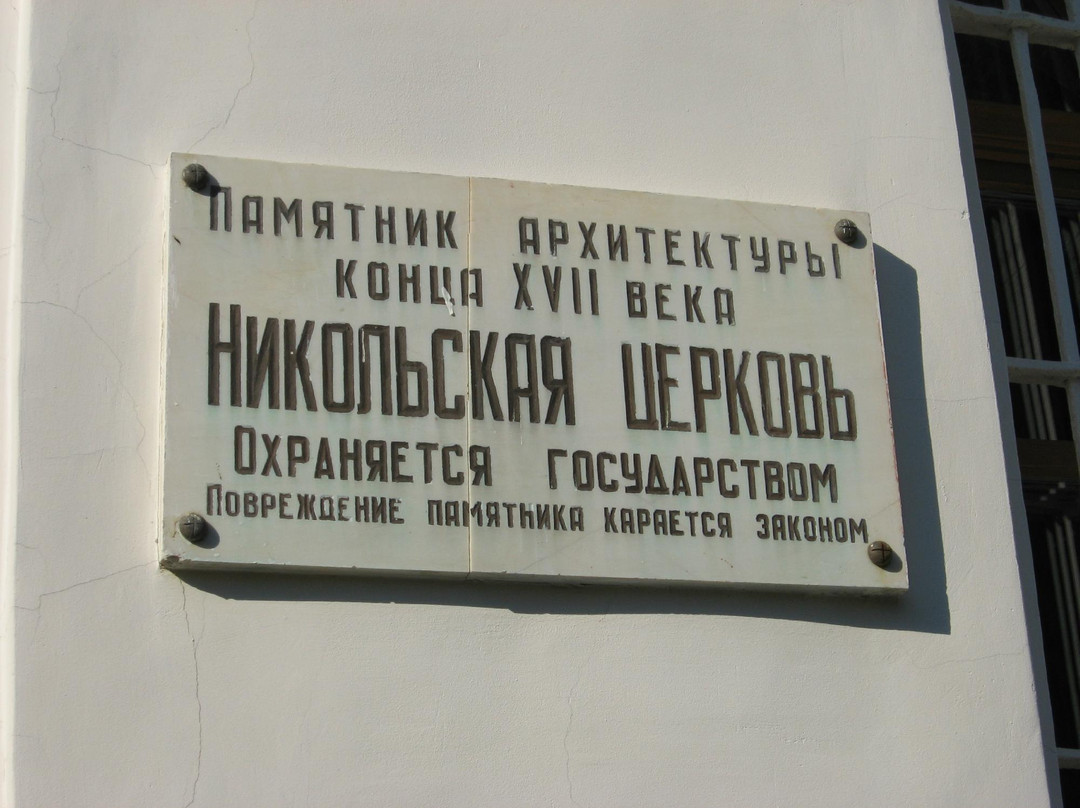 Памятник архитектуры
конца XVII века
Никольская церковь
Охраняется государством
Повреждение памятника карается законом